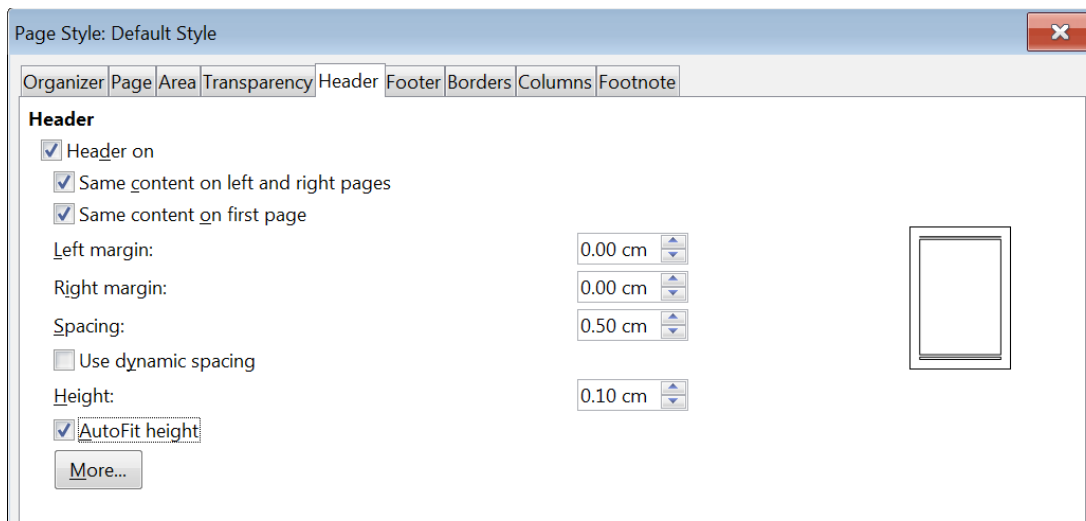 Page Style: Default Style
Organizer Page Area Transparency Header Footer Borders Columns Footnote
Header
Header on
Same content on left and right pages
Same content on first page
Left margin: 0.00 cm
Right margin: 0.00 cm
Spacing: 0.50 cm
Use dynamic spacing
Height: 0.10 cm
AutoFit height
More...